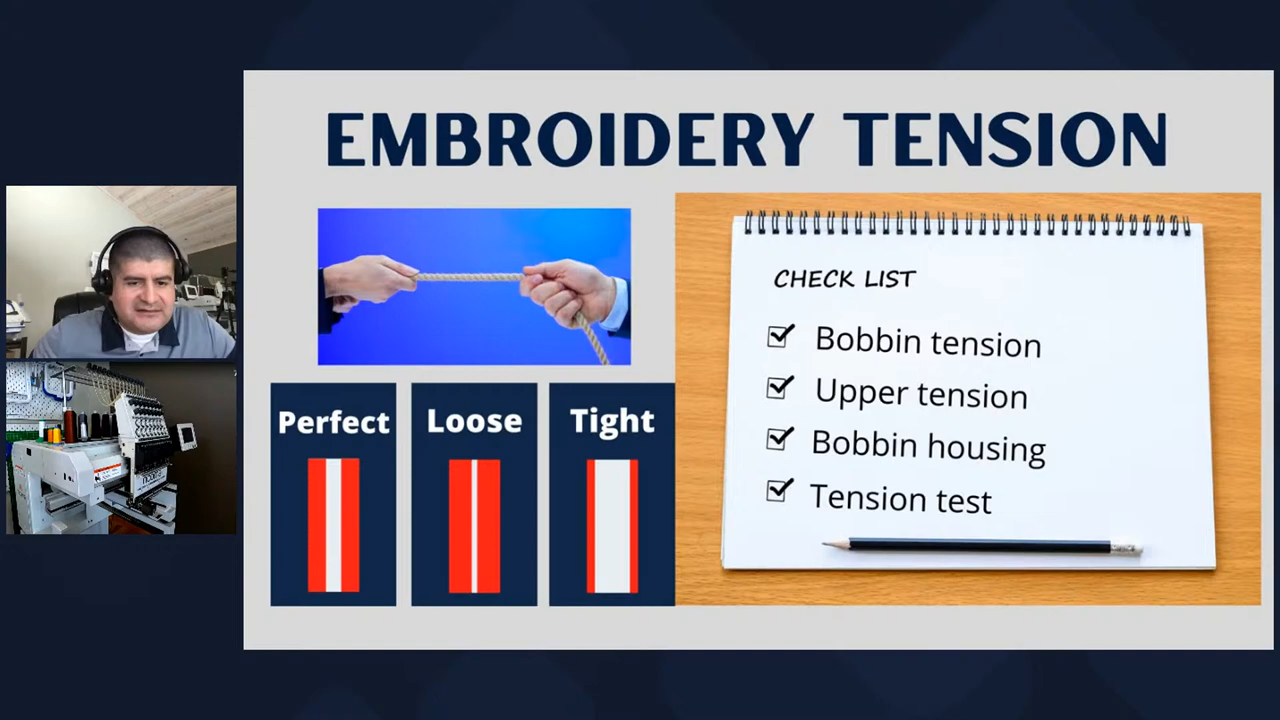 EMBROIDERY TENSION
Perfect
Loose
Tight
CHECK LIST
Bobbin tension
Upper tension
Bobbin housing
Tension test